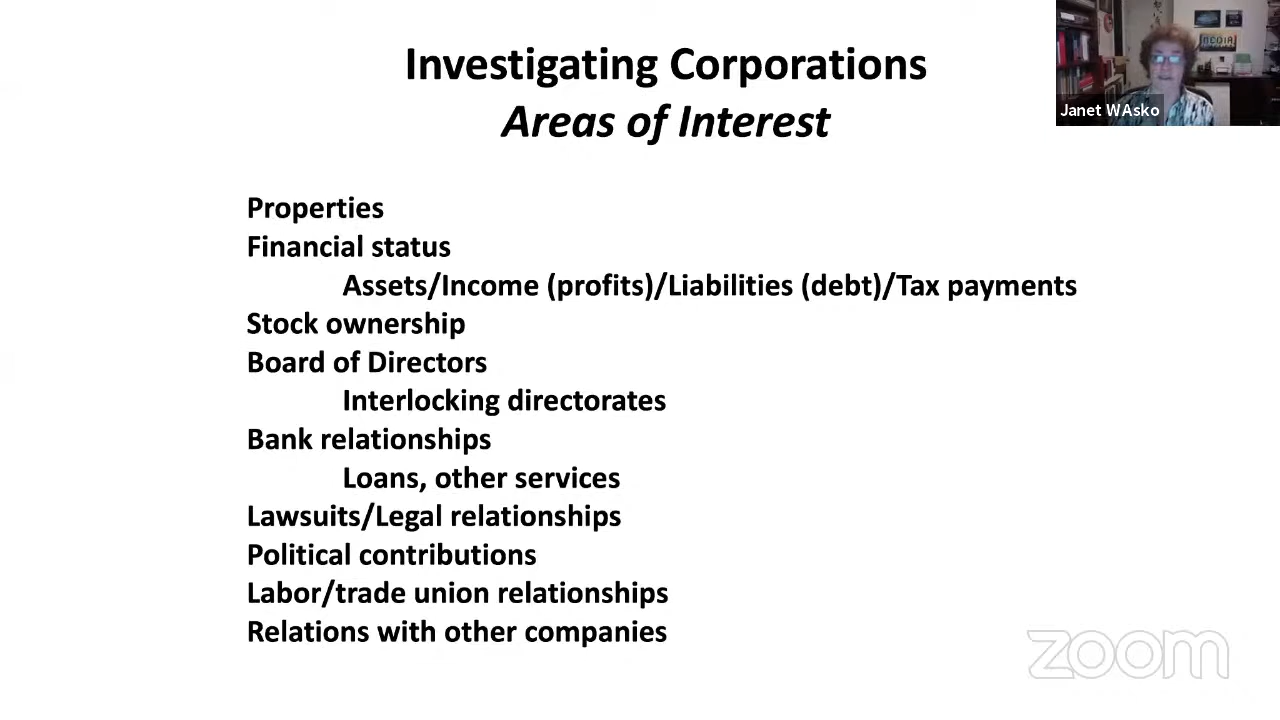 Investigating Corporations
Areas of Interest
Janet WAsko
Properties
Financial status
Assets/Income (profits)/Liabilities (debt)/Tax payments
Stock ownership
Board of Directors
Interlocking directorates
Bank relationships
Loans, other services
Lawsuits/Legal relationships
Political contributions
Labor/trade union relationships
Relations with other companies
zoom